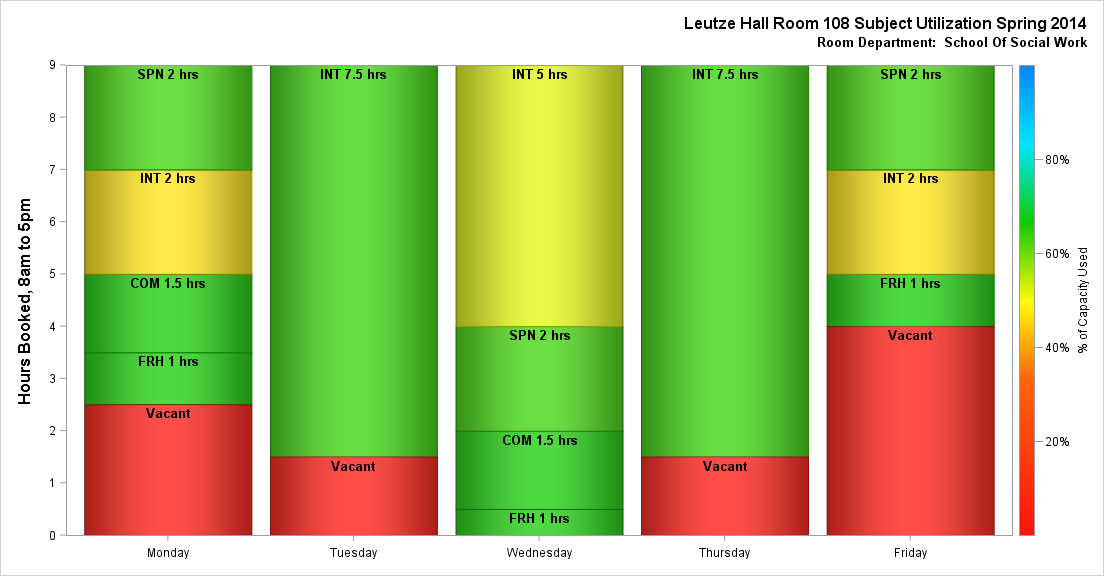 Leutze Hall Room 108 Subject Utilization Spring 2014
Room Department: School Of Social Work
Hours Booked, 8am to 5pm
9
8
7
6
5
4
3
2
1
0
SPN 2 hrs
INT 2 hrs
COM 1.5 hrs
FRH 1 hrs
Vacant
Monday
INT 7.5 hrs
Vacant
Tuesday
INT 5 hrs
SPN 2 hrs
COM 1.5 hrs
FRH 1 hrs
Wednesday
INT 7.5 hrs
Vacant
Thursday
SPN 2 hrs
INT 2 hrs
FRH 1 hrs
Vacant
Friday
80%
60%
40%
20%
% of Capacity Used